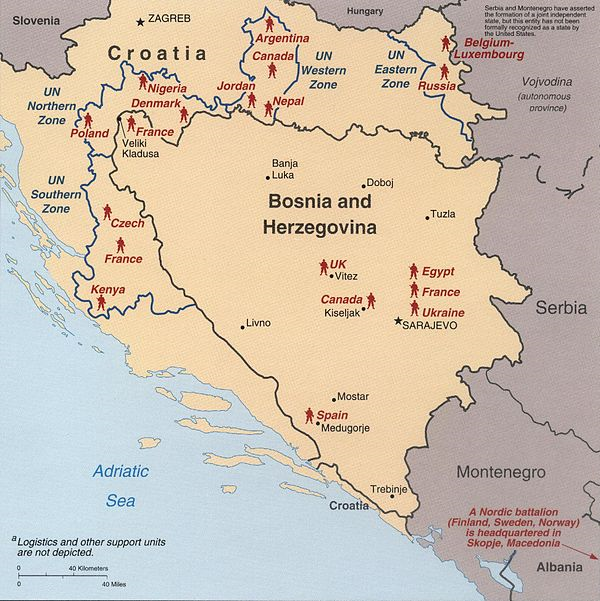 Slovenia
ZAGREB
Hungary
Serbia and Montenegro have asserted
the formation of a joint independent
state, but this entity has not been
formally recognized as a state by
the United States.
Croatia
Argentina
Canada
UN
Western
Zone
UN
Eastern
Zone
Belgium-
Luxembourg
Russia
Vojvodina
(autonomous
province)
UN
Northern
Zone
Nigeria
Denmark
Jordan
Nepal
Poland
France
Veliki
Kladusa
UN
Southern
Zone
Banja
Luka
Doboj
Bosnia and
Herzegovina
Tuzla
Czech
France
Kenya
UK
Vitez
Egypt
France
Ukraine
Canada
Kiseljak
SARAJEVO
Serbia
Livno
Mostar
Spain
Medugorje
Adriatic
Sea
Trebinje
Croatia
Montenegro
A Nordic battalion
(Finland, Sweden, Norway)
is headquartered in
Skopje, Macedonia
Albania
a Logistics and other support units
are not depicted.
0 40 Kilometers
0 40 Miles